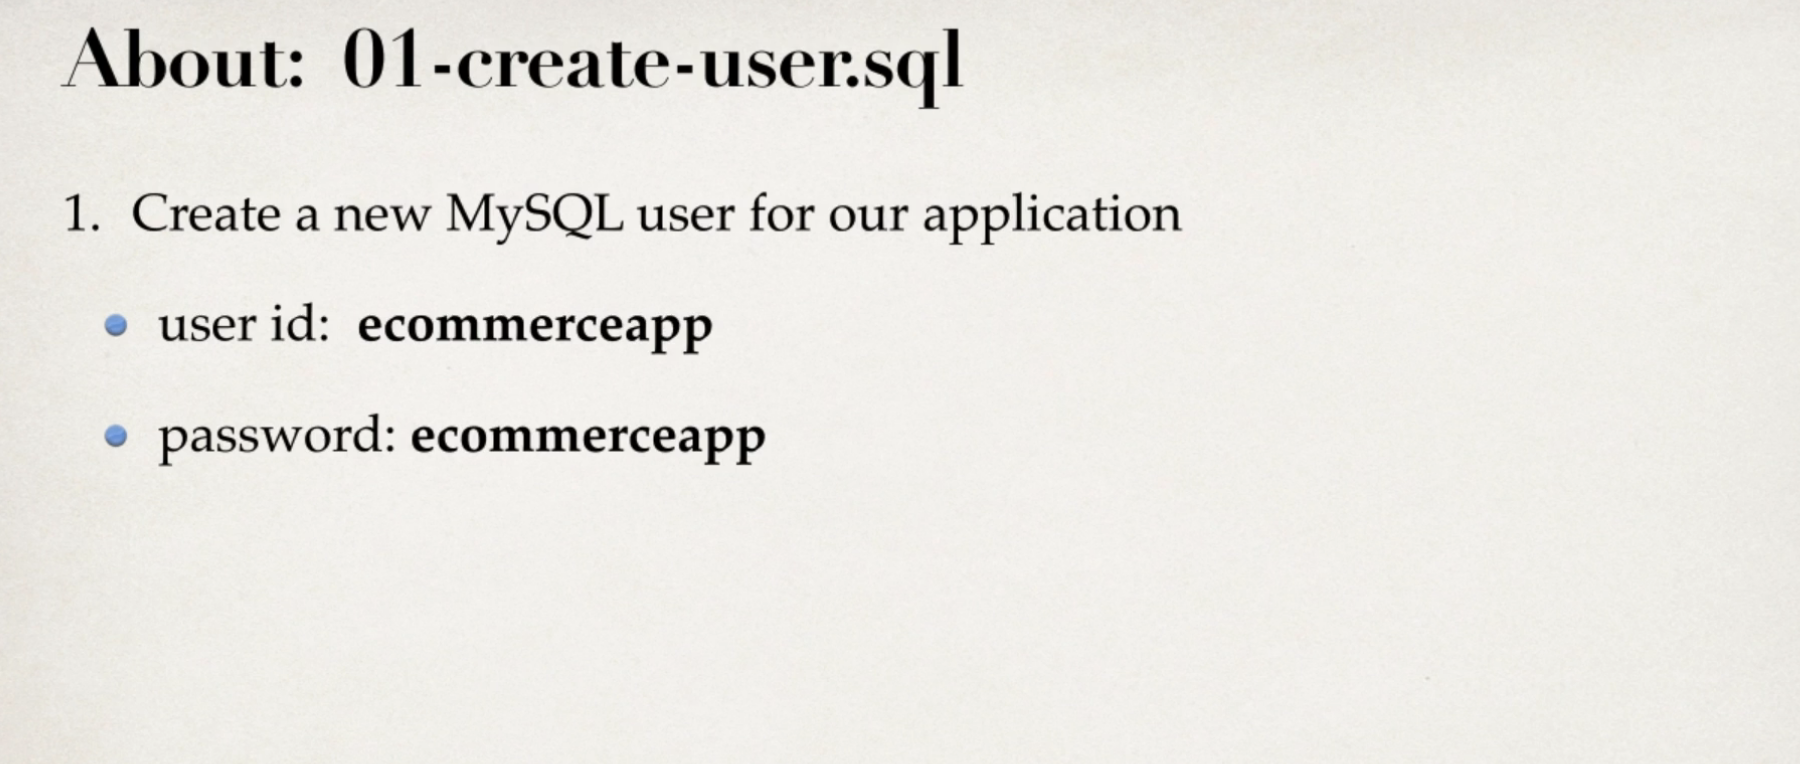 About: 01-create-user.sql
1. Create a new MySQL user for our application
• user id: ecommerceapp
• password: ecommerceapp